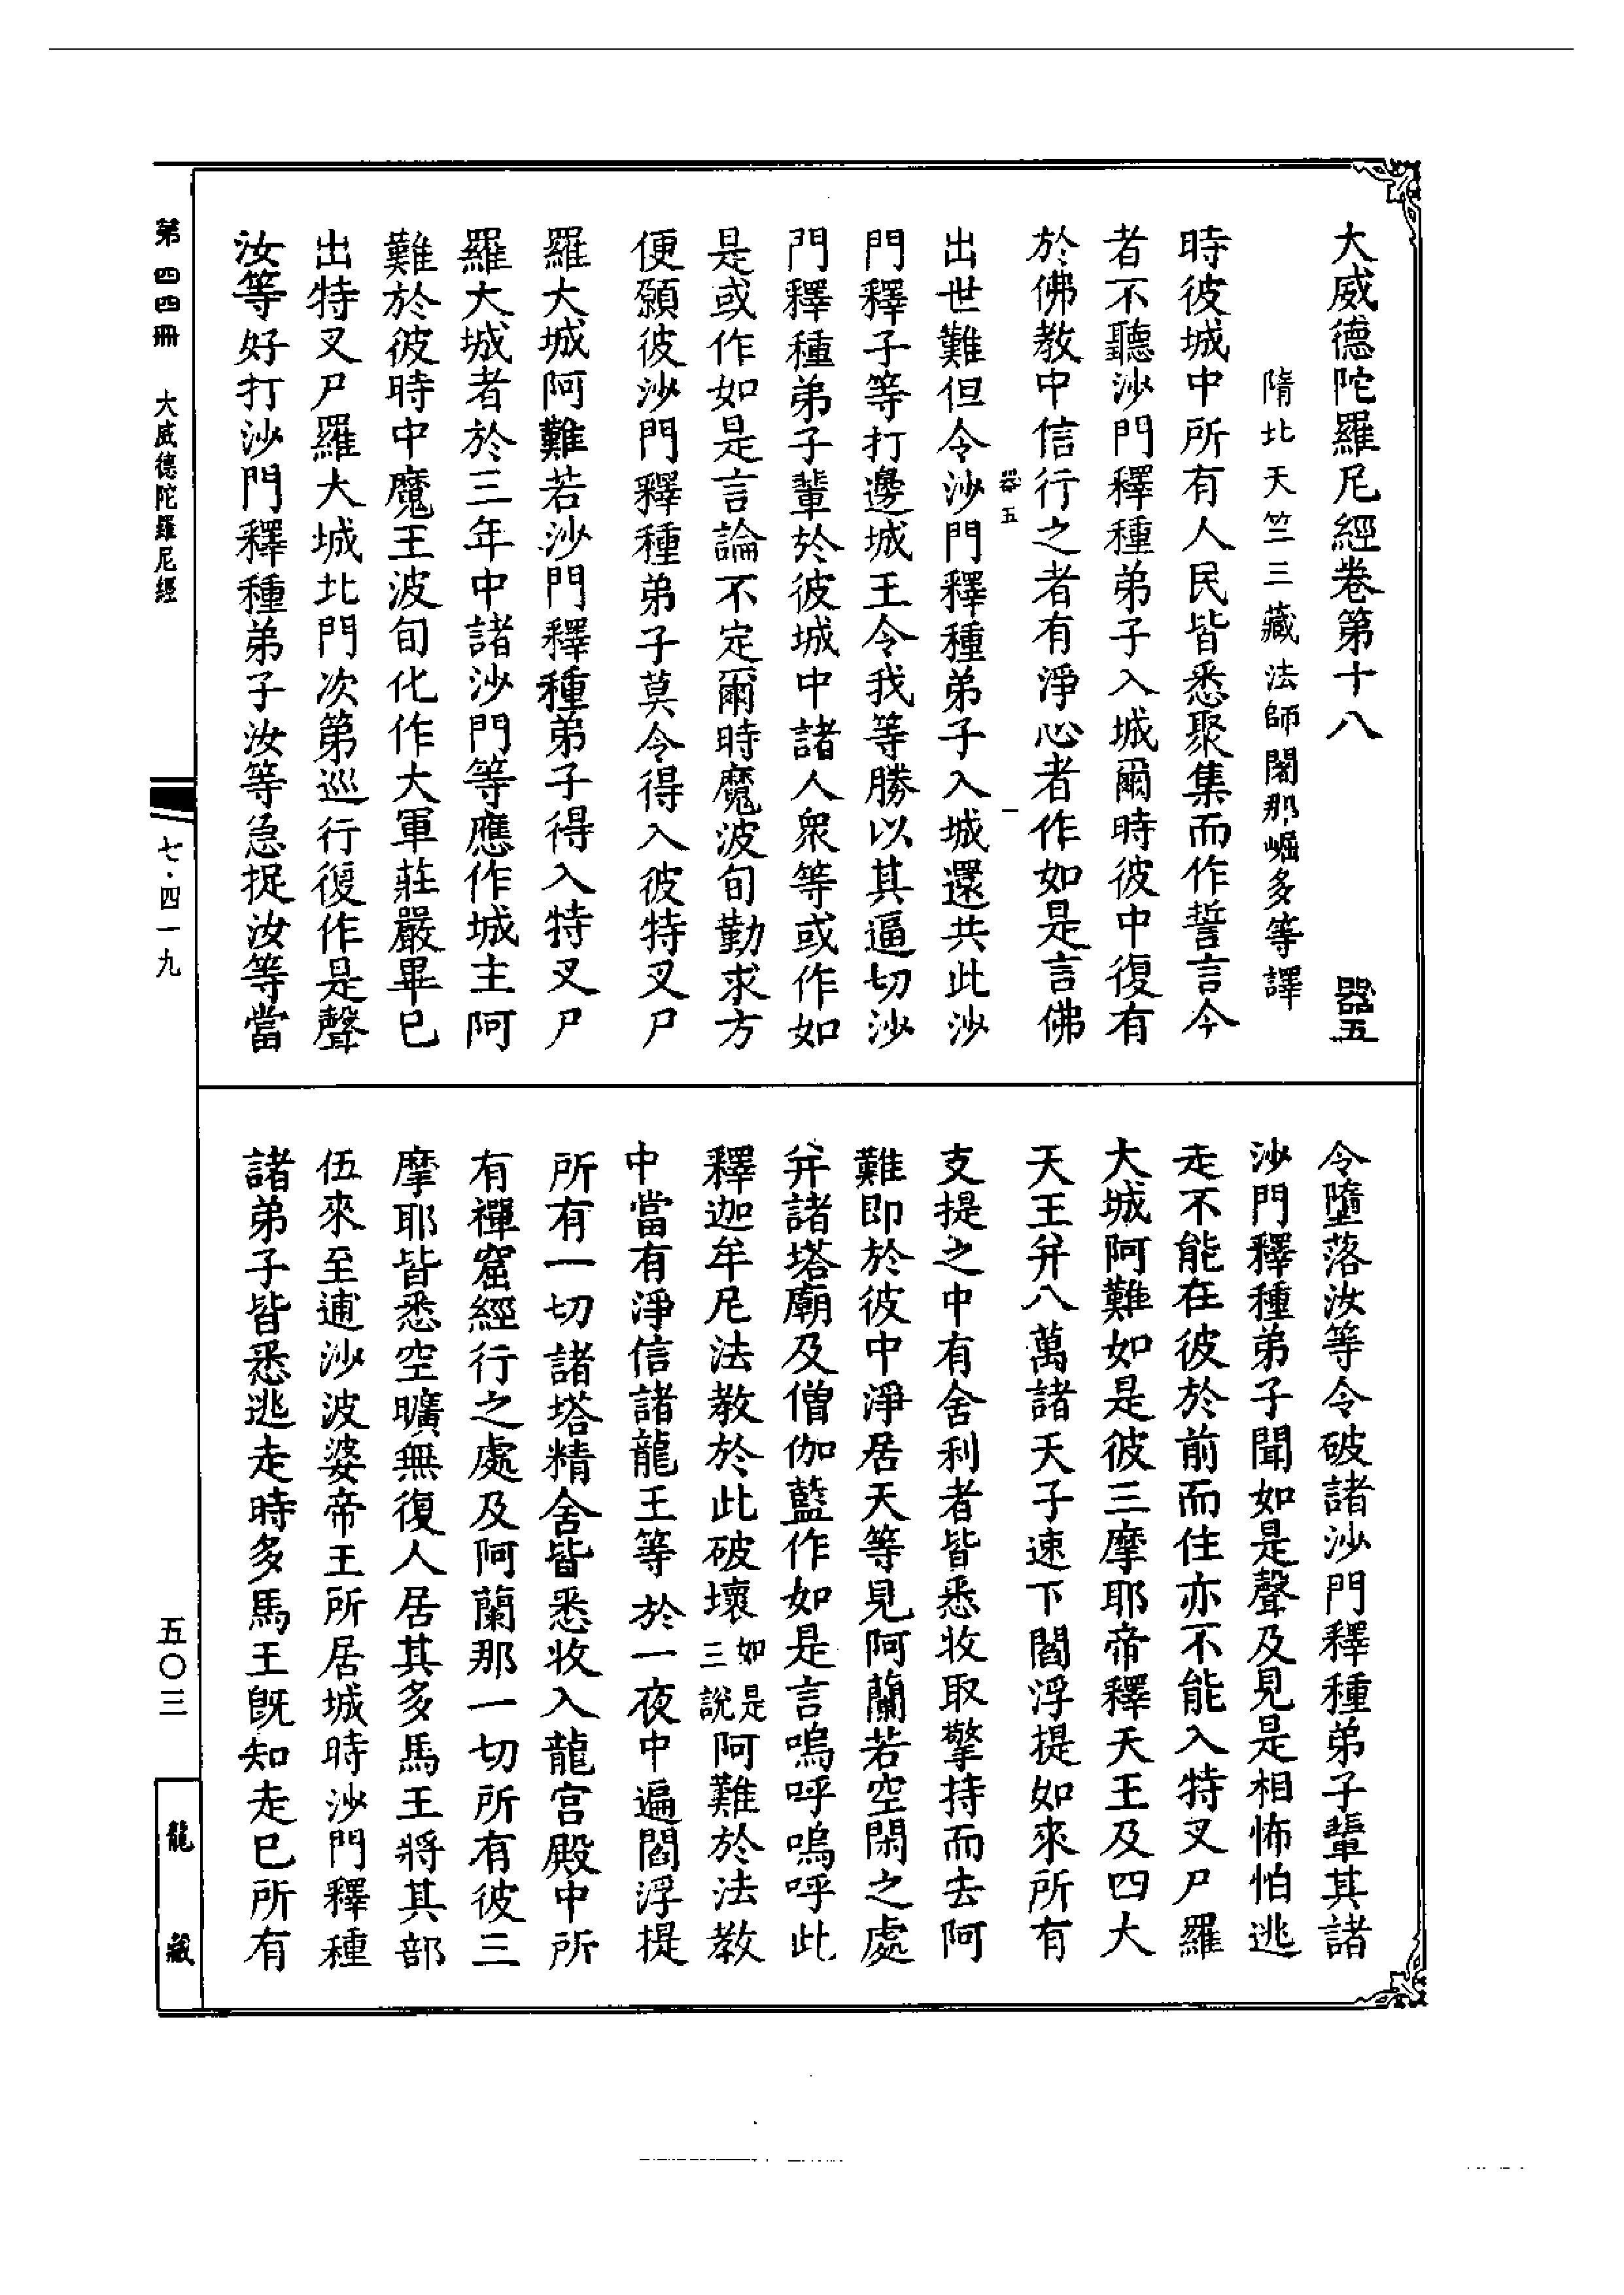 大威德陀羅尼經卷第十八　器五
隋北天竺三藏法師闍那崛多等譯
時彼城中所有人民皆悉聚集而作誓言今
者不聽沙門釋種弟子入城爾時彼中復有
於佛教中信行之者有淨心者作如是言佛
器五　一
出世難但令沙門釋種弟子入城還共此沙
門釋子等打邊城王令我等勝以其逼切沙
門釋種弟子輩於彼城中諸人眾等或作如
是或作如是言論不定爾時魔波旬勤求方
便願彼沙門釋種弟子莫令得入彼特叉尸
羅大城阿難若沙門釋種弟子得入特叉尸
羅大城者於三年中諸沙門等應作城主阿
難於彼時中魔王波旬化作大軍莊嚴畢已
出特叉尸羅大城北門次第巡行復作是聲
汝等好打沙門釋種弟子汝等急捉汝等當
令墮落汝等令破諸沙門釋種弟子輩其諸
沙門釋種弟子聞如是聲及見是相怖怕逃
走不能在彼於前而住亦不能入特叉尸羅
大城阿難如是彼三摩耶帝釋天王及四大
天王并八萬諸天子速下閻浮提如來所有
支提之中有舍利者皆悉收取擎持而去阿
難即於彼中淨居天等見阿蘭若空閑之處
并諸塔廟及僧伽藍作如是言嗚呼嗚呼此
釋迦牟尼法教於此破壞如是三說阿難於法教
中當有淨信諸龍王等於一夜中遍閻浮提
所有一切諸塔精舍皆悉收入龍宮殿中所
有禪窟經行之處及阿蘭那一切所有彼三
摩耶皆悉空曠無復人居其多馬王將其部
伍來至逋沙波婆帝王所居城時沙門釋種
諸弟子皆悉逃走時多馬王既知走已所有
第四四冊　大威德陀羅尼經
七·四一九
五〇三
龍藏